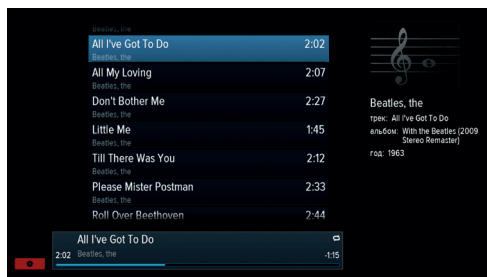 Beatles, the
All I've Got To Do 2:02
Beatles, the
All My Loving 2:07
Beatles, the
Don't Bother Me 2:27
Beatles, the
Little Me 1:45
Beatles, the
Till There Was You 2:12
Beatles, the
Please Mister Postman 2:33
Beatles, the
Roll Over Beethoven 2:44
Beatles, the
трек: All I've Got To Do
альбом: With the Beatles (2009
Stereo Remaster)
год: 1963
All I've Got To Do
2:02 Beatles, the -1:15